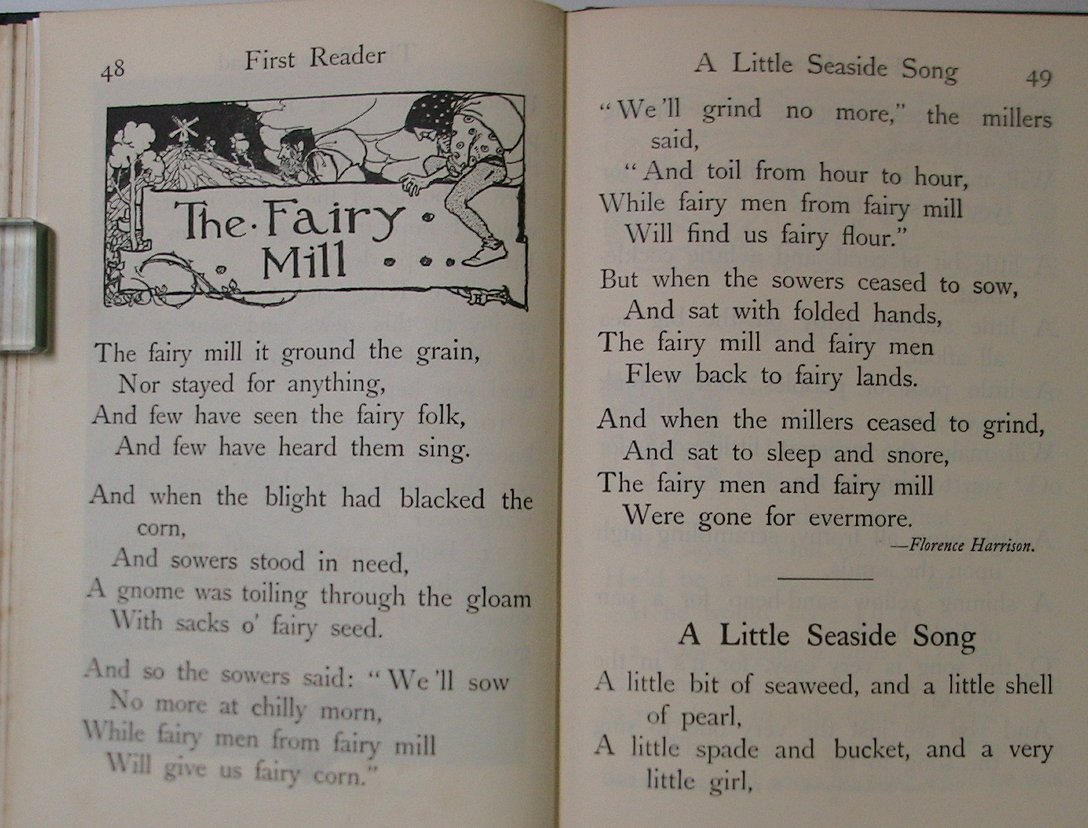 48
First Reader
The Fairy
Mill
The fairy mill it ground the grain,
Nor stayed for anything,
And few have seen the fairy folk,
And few have heard them sing.
And when the blight had blacked the
corn,
And sowers stood in need,
A gnome was toiling through the gloam
With sacks o' fairy seed.
And so the sowers said: "We'll sow
No more at chilly morn,
While fairy men from fairy mill
Will give us fairy corn."
A Little Seaside Song
49
"We'll grind no more," the millers
said,
"And toil from hour to hour,
While fairy men from fairy mill
Will find us fairy flour."
But when the sowers ceased to sow,
And sat with folded hands,
The fairy mill and fairy men
Flew back to fairy lands.
And when the millers ceased to grind,
And sat to sleep and snore,
The fairy men and fairy mill
Were gone for evermore.
—Florence Harrison.
A Little Seaside Song
A little bit of seaweed, and a little shell
of pearl,
A little spade and bucket, and a very
little girl,